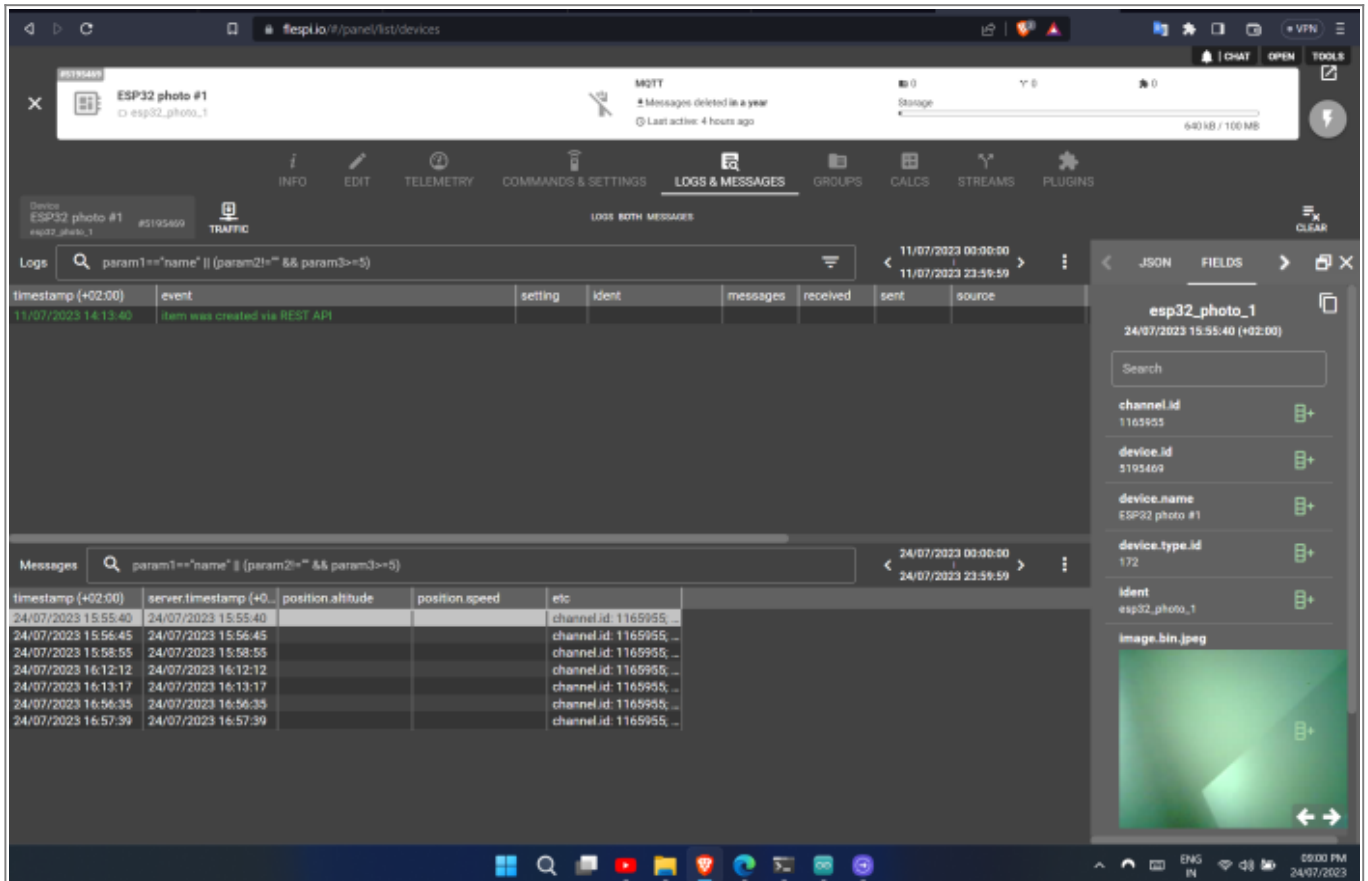 flespi.io/#/panel/list/devices
VPN
CHAT OPEN TOOLS
#5195469
ESP32 photo #1
esp32_photo_1
MQTT
Messages deleted in a year
Last active: 4 hours ago
0 0 0
Storage
640 kB / 100 MB
INFO EDIT TELEMETRY COMMANDS & SETTINGS LOGS & MESSAGES GROUPS CALCS STREAMS PLUGINS
Device
ESP32 photo #1 #5195469
esp32_photo_1
TRAFFIC
LOGS BOTH MESSAGES
CLEAR
Logs param1=="name" || (param2!="" && param3>=5)
11/07/2023 00:00:00
11/07/2023 23:59:59
timestamp (+02:00) event setting ident messages received sent source
11/07/2023 14:13:40 item was created via REST API
Messages param1=="name" || (param2!="" && param3>=5)
24/07/2023 00:00:00
24/07/2023 23:59:59
timestamp (+02:00) server.timestamp (+0... position.altitude position.speed etc
24/07/2023 15:55:40 24/07/2023 15:55:40 channel.id: 1165955; ...
24/07/2023 15:56:45 24/07/2023 15:56:45 channel.id: 1165955; ...
24/07/2023 15:58:55 24/07/2023 15:58:55 channel.id: 1165955; ...
24/07/2023 16:12:12 24/07/2023 16:12:12 channel.id: 1165955; ...
24/07/2023 16:13:17 24/07/2023 16:13:17 channel.id: 1165955; ...
24/07/2023 16:56:35 24/07/2023 16:56:35 channel.id: 1165955; ...
24/07/2023 16:57:39 24/07/2023 16:57:39 channel.id: 1165955; ...
JSON FIELDS
esp32_photo_1
24/07/2023 15:55:40 (+02:00)
Search
channel.id
1165955
device.id
5195469
device.name
ESP32 photo #1
device.type.id
172
ident
esp32_photo_1
image.bin.jpeg
ENG
IN
09:00 PM
24/07/2023